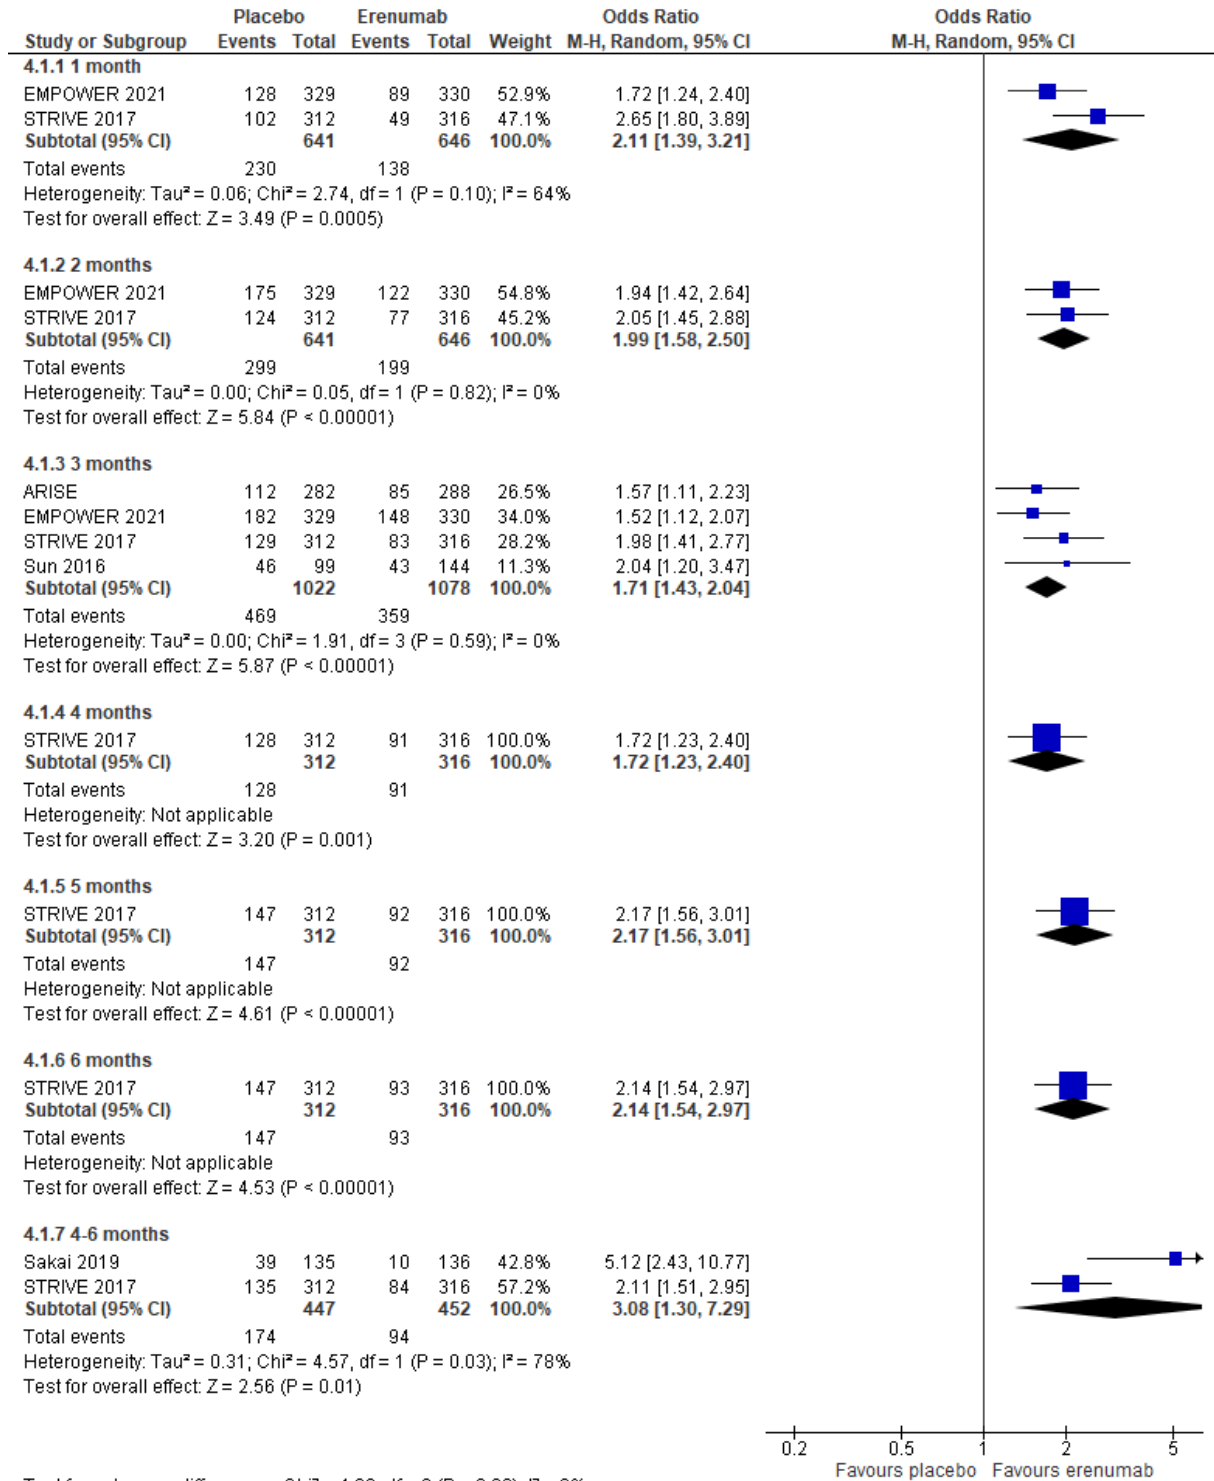 Placebo Erenumab Odds Ratio Odds Ratio
Study or Subgroup Events Total Events Total Weight M-H, Random, 95% CI M-H, Random, 95% CI
4.1.1 1 month
EMPOWER 2021 128 329 89 330 52.9% 1.72 [1.24, 2.40]
STRIVE 2017 102 312 49 316 47.1% 2.65 [1.80, 3.89]
Subtotal (95% CI) 641 646 100.0% 2.11 [1.39, 3.21]
Total events 230 138
Heterogeneity: Tau² = 0.06; Chi² = 2.74, df = 1 (P = 0.10); I² = 64%
Test for overall effect: Z = 3.49 (P = 0.0005)
4.1.2 2 months
EMPOWER 2021 175 329 122 330 54.8% 1.94 [1.42, 2.64]
STRIVE 2017 124 312 77 316 45.2% 2.05 [1.45, 2.88]
Subtotal (95% CI) 641 646 100.0% 1.99 [1.58, 2.50]
Total events 299 199
Heterogeneity: Tau² = 0.00; Chi² = 0.05, df = 1 (P = 0.82); I² = 0%
Test for overall effect: Z = 5.84 (P < 0.00001)
4.1.3 3 months
ARISE 112 282 85 288 26.5% 1.57 [1.11, 2.23]
EMPOWER 2021 182 329 148 330 34.0% 1.52 [1.12, 2.07]
STRIVE 2017 129 312 83 316 28.2% 1.98 [1.41, 2.77]
Sun 2016 46 99 43 144 11.3% 2.04 [1.20, 3.47]
Subtotal (95% CI) 1022 1078 100.0% 1.71 [1.43, 2.04]
Total events 469 359
Heterogeneity: Tau² = 0.00; Chi² = 1.91, df = 3 (P = 0.59); I² = 0%
Test for overall effect: Z = 5.87 (P < 0.00001)
4.1.4 4 months
STRIVE 2017 128 312 91 316 100.0% 1.72 [1.23, 2.40]
Subtotal (95% CI) 312 316 100.0% 1.72 [1.23, 2.40]
Total events 128 91
Heterogeneity: Not applicable
Test for overall effect: Z = 3.20 (P = 0.001)
4.1.5 5 months
STRIVE 2017 147 312 92 316 100.0% 2.17 [1.56, 3.01]
Subtotal (95% CI) 312 316 100.0% 2.17 [1.56, 3.01]
Total events 147 92
Heterogeneity: Not applicable
Test for overall effect: Z = 4.61 (P < 0.00001)
4.1.6 6 months
STRIVE 2017 147 312 93 316 100.0% 2.14 [1.54, 2.97]
Subtotal (95% CI) 312 316 100.0% 2.14 [1.54, 2.97]
Total events 147 93
Heterogeneity: Not applicable
Test for overall effect: Z = 4.53 (P < 0.00001)
4.1.7 4-6 months
Sakai 2019 39 135 10 136 42.8% 5.12 [2.43, 10.77]
STRIVE 2017 135 312 84 316 57.2% 2.11 [1.51, 2.95]
Subtotal (95% CI) 447 452 100.0% 3.08 [1.30, 7.29]
Total events 174 94
Heterogeneity: Tau² = 0.31; Chi² = 4.57, df = 1 (P = 0.03); I² = 78%
Test for overall effect: Z = 2.56 (P = 0.01)
0.2 0.5 1 2 5
Favours placebo Favours erenumab